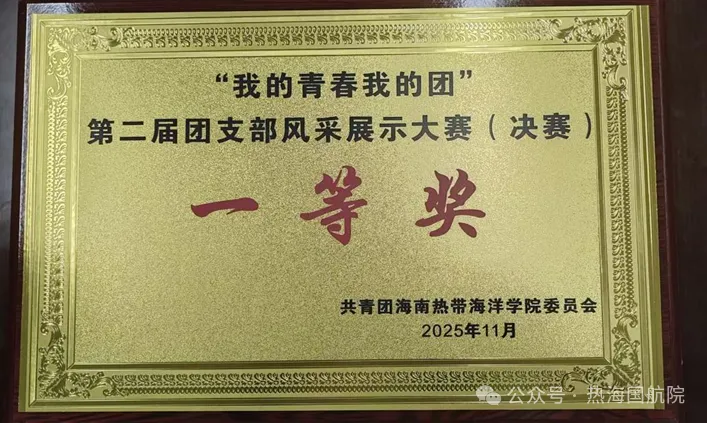 “我的青春我的团”
第二届团支部风采展示大赛（决赛）
一等奖
共青团海南热带海洋学院委员会
2025年11月
公众号·热海国航院